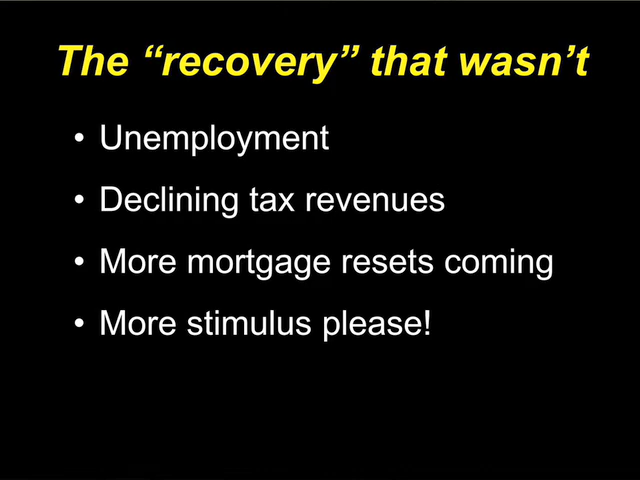 The “recovery” that wasn’t
• Unemployment
• Declining tax revenues
• More mortgage resets coming
• More stimulus please!